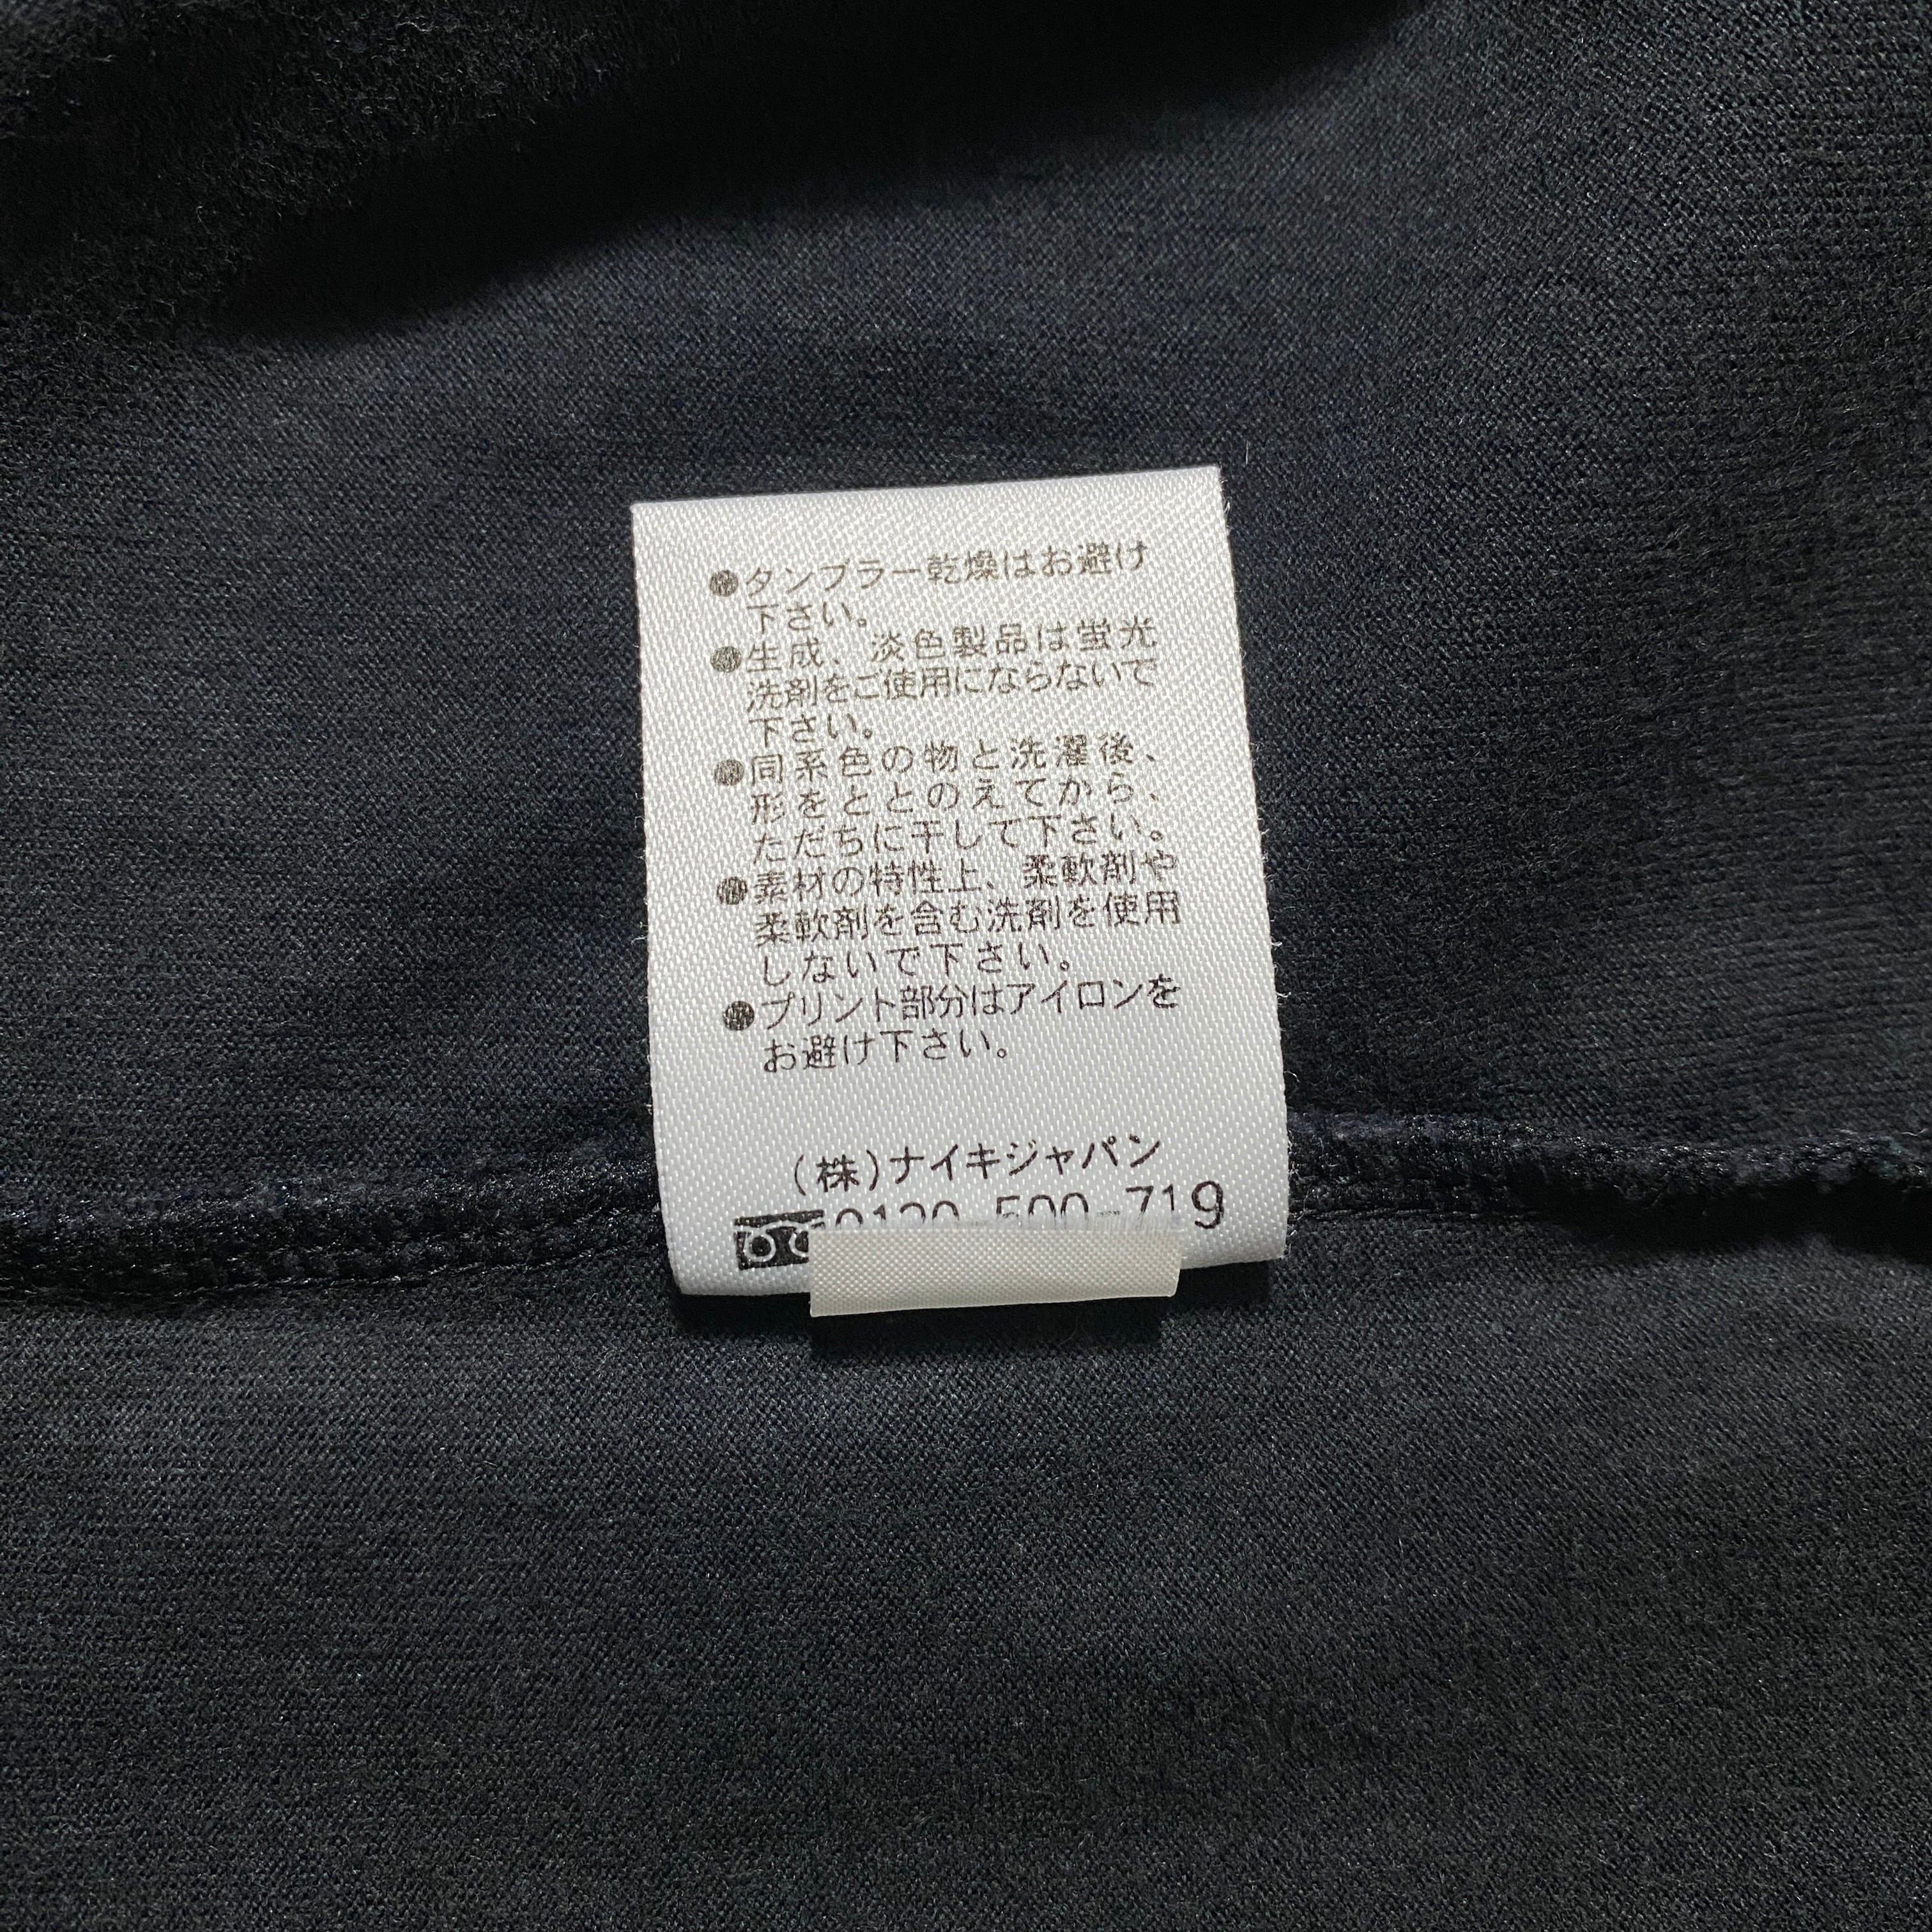 ●タンブラー乾燥はお避け
下さい。
●生成、淡色製品は蛍光
洗剤をご使用にならないで
下さい。
●同系色の物と洗濯後、
形をととのえてから、
ただちに干して下さい。
●素材の特性上、柔軟剤や
柔軟剤を含む洗剤を使用
しないで下さい。
●プリント部分はアイロンを
お避け下さい。
(株)ナイキジャパン
0120-500-719